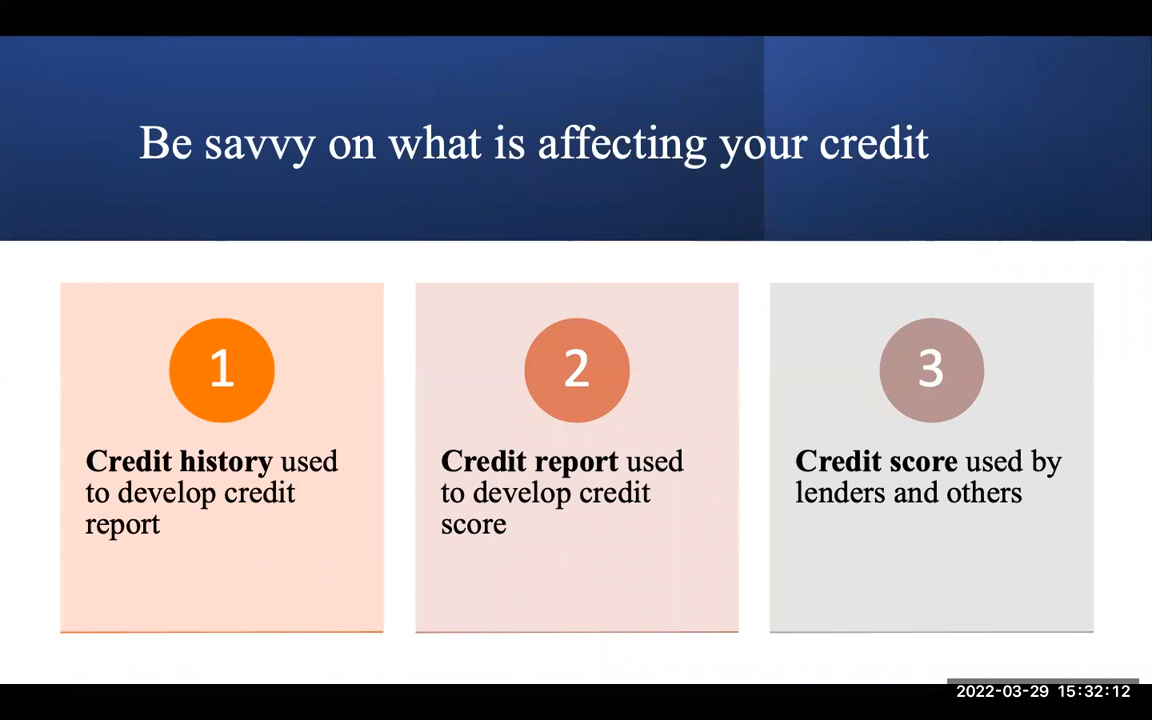 Be savvy on what is affecting your credit
1
Credit history used
to develop credit
report
2
Credit report used
to develop credit
score
3
Credit score used by
lenders and others
2022-03-29 15:32:12